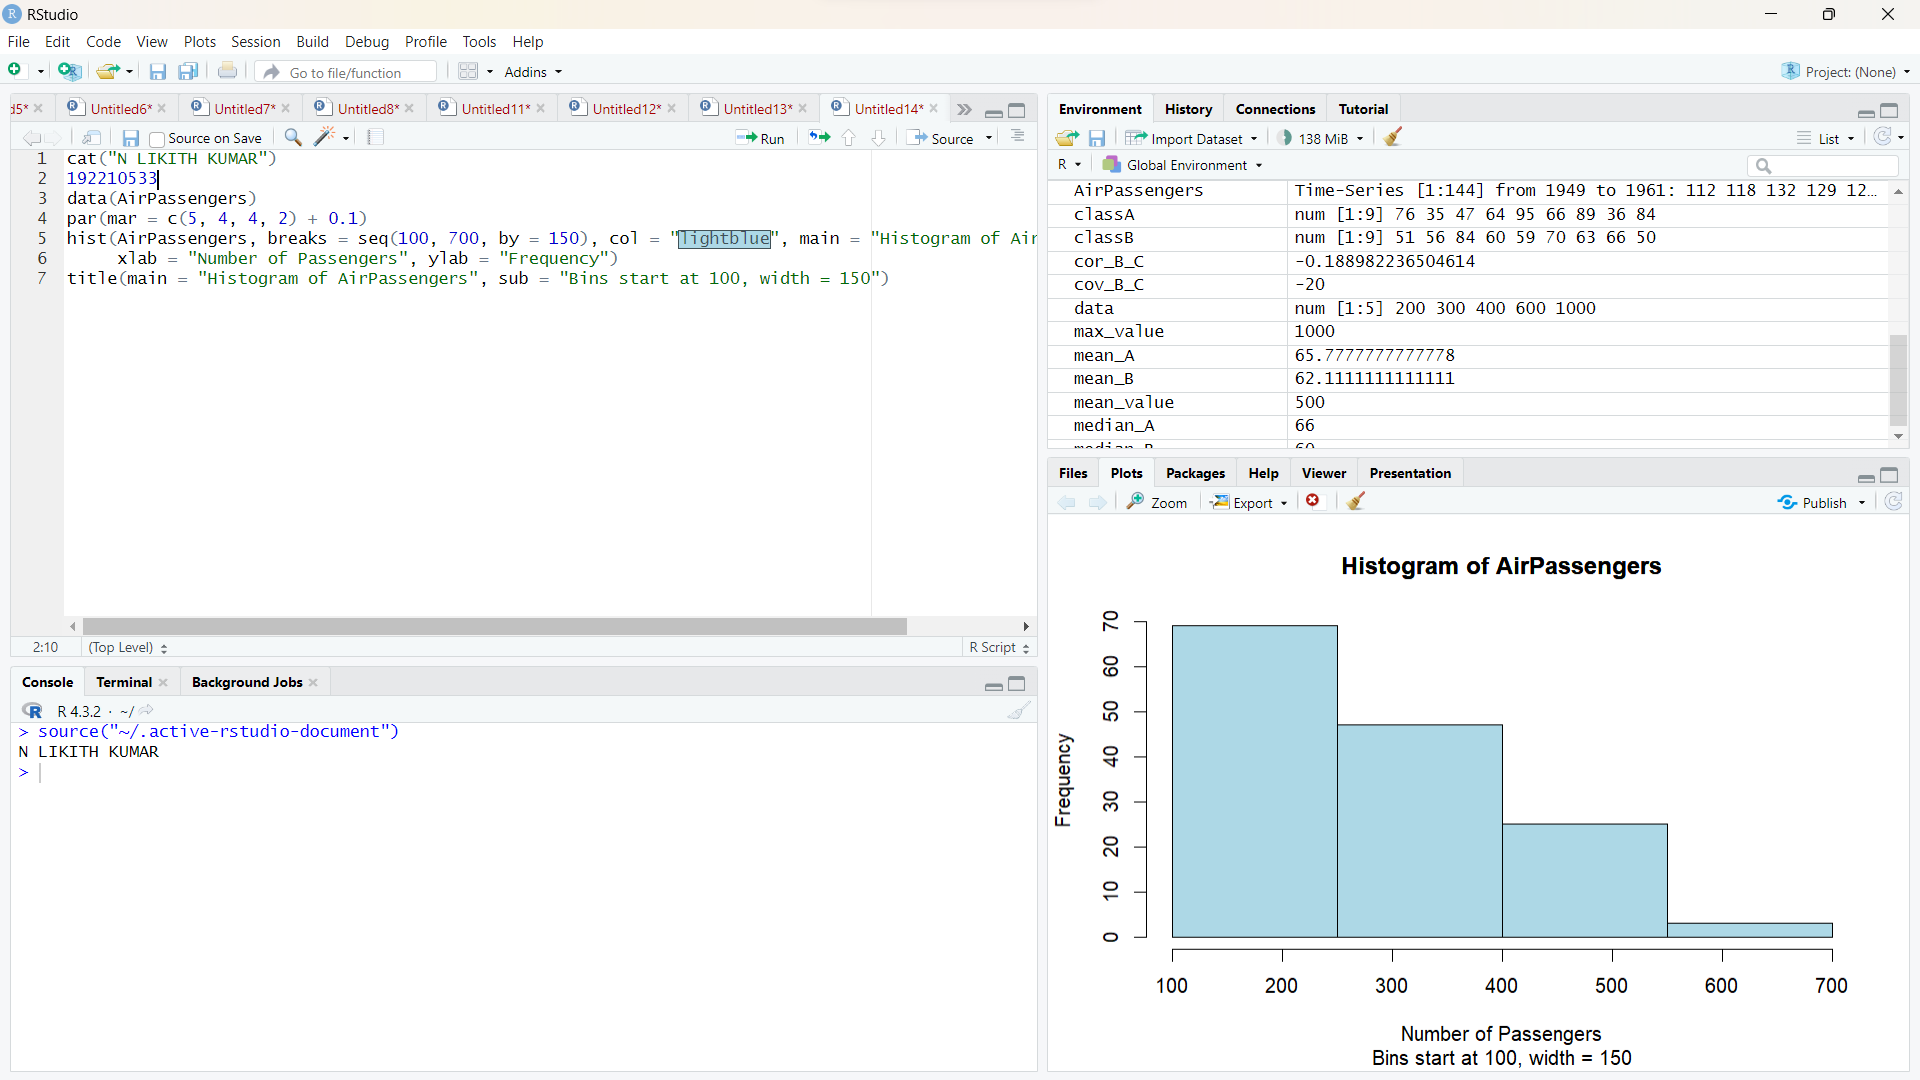 RStudio
File Edit Code View Plots Session Build Debug Profile Tools Help
Go to file/function Addins Project: (None)
d5* Untitled6* Untitled7* Untitled8* Untitled11* Untitled12* Untitled13* Untitled14*
Source on Save Run Source
1 cat("N LIKITH KUMAR")
2 192210533
3 data(AirPassengers)
4 par(mar = c(5, 4, 4, 2) + 0.1)
5 hist(AirPassengers, breaks = seq(100, 700, by = 150), col = "lightblue", main = "Histogram of Air
6 xlab = "Number of Passengers", ylab = "Frequency")
7 title(main = "Histogram of AirPassengers", sub = "Bins start at 100, width = 150")
2:10 (Top Level) R Script
Console Terminal Background Jobs
R 4.3.2 · ~/
> source("~/.active-rstudio-document")
N LIKITH KUMAR
>
Environment History Connections Tutorial
Import Dataset 138 MiB List
R Global Environment
AirPassengers Time-Series [1:144] from 1949 to 1961: 112 118 132 129 12…
classA num [1:9] 76 35 47 64 95 66 89 36 84
classB num [1:9] 51 56 84 60 59 70 63 66 50
cor_B_C -0.188982236504614
cov_B_C -20
data num [1:5] 200 300 400 600 1000
max_value 1000
mean_A 65.7777777777778
mean_B 62.1111111111111
mean_value 500
median_A 66
median_B 60
Files Plots Packages Help Viewer Presentation
Zoom Export Publish
Histogram of AirPassengers
Frequency
70
60
50
40
30
20
10
0
100 200 300 400 500 600 700
Number of Passengers
Bins start at 100, width = 150